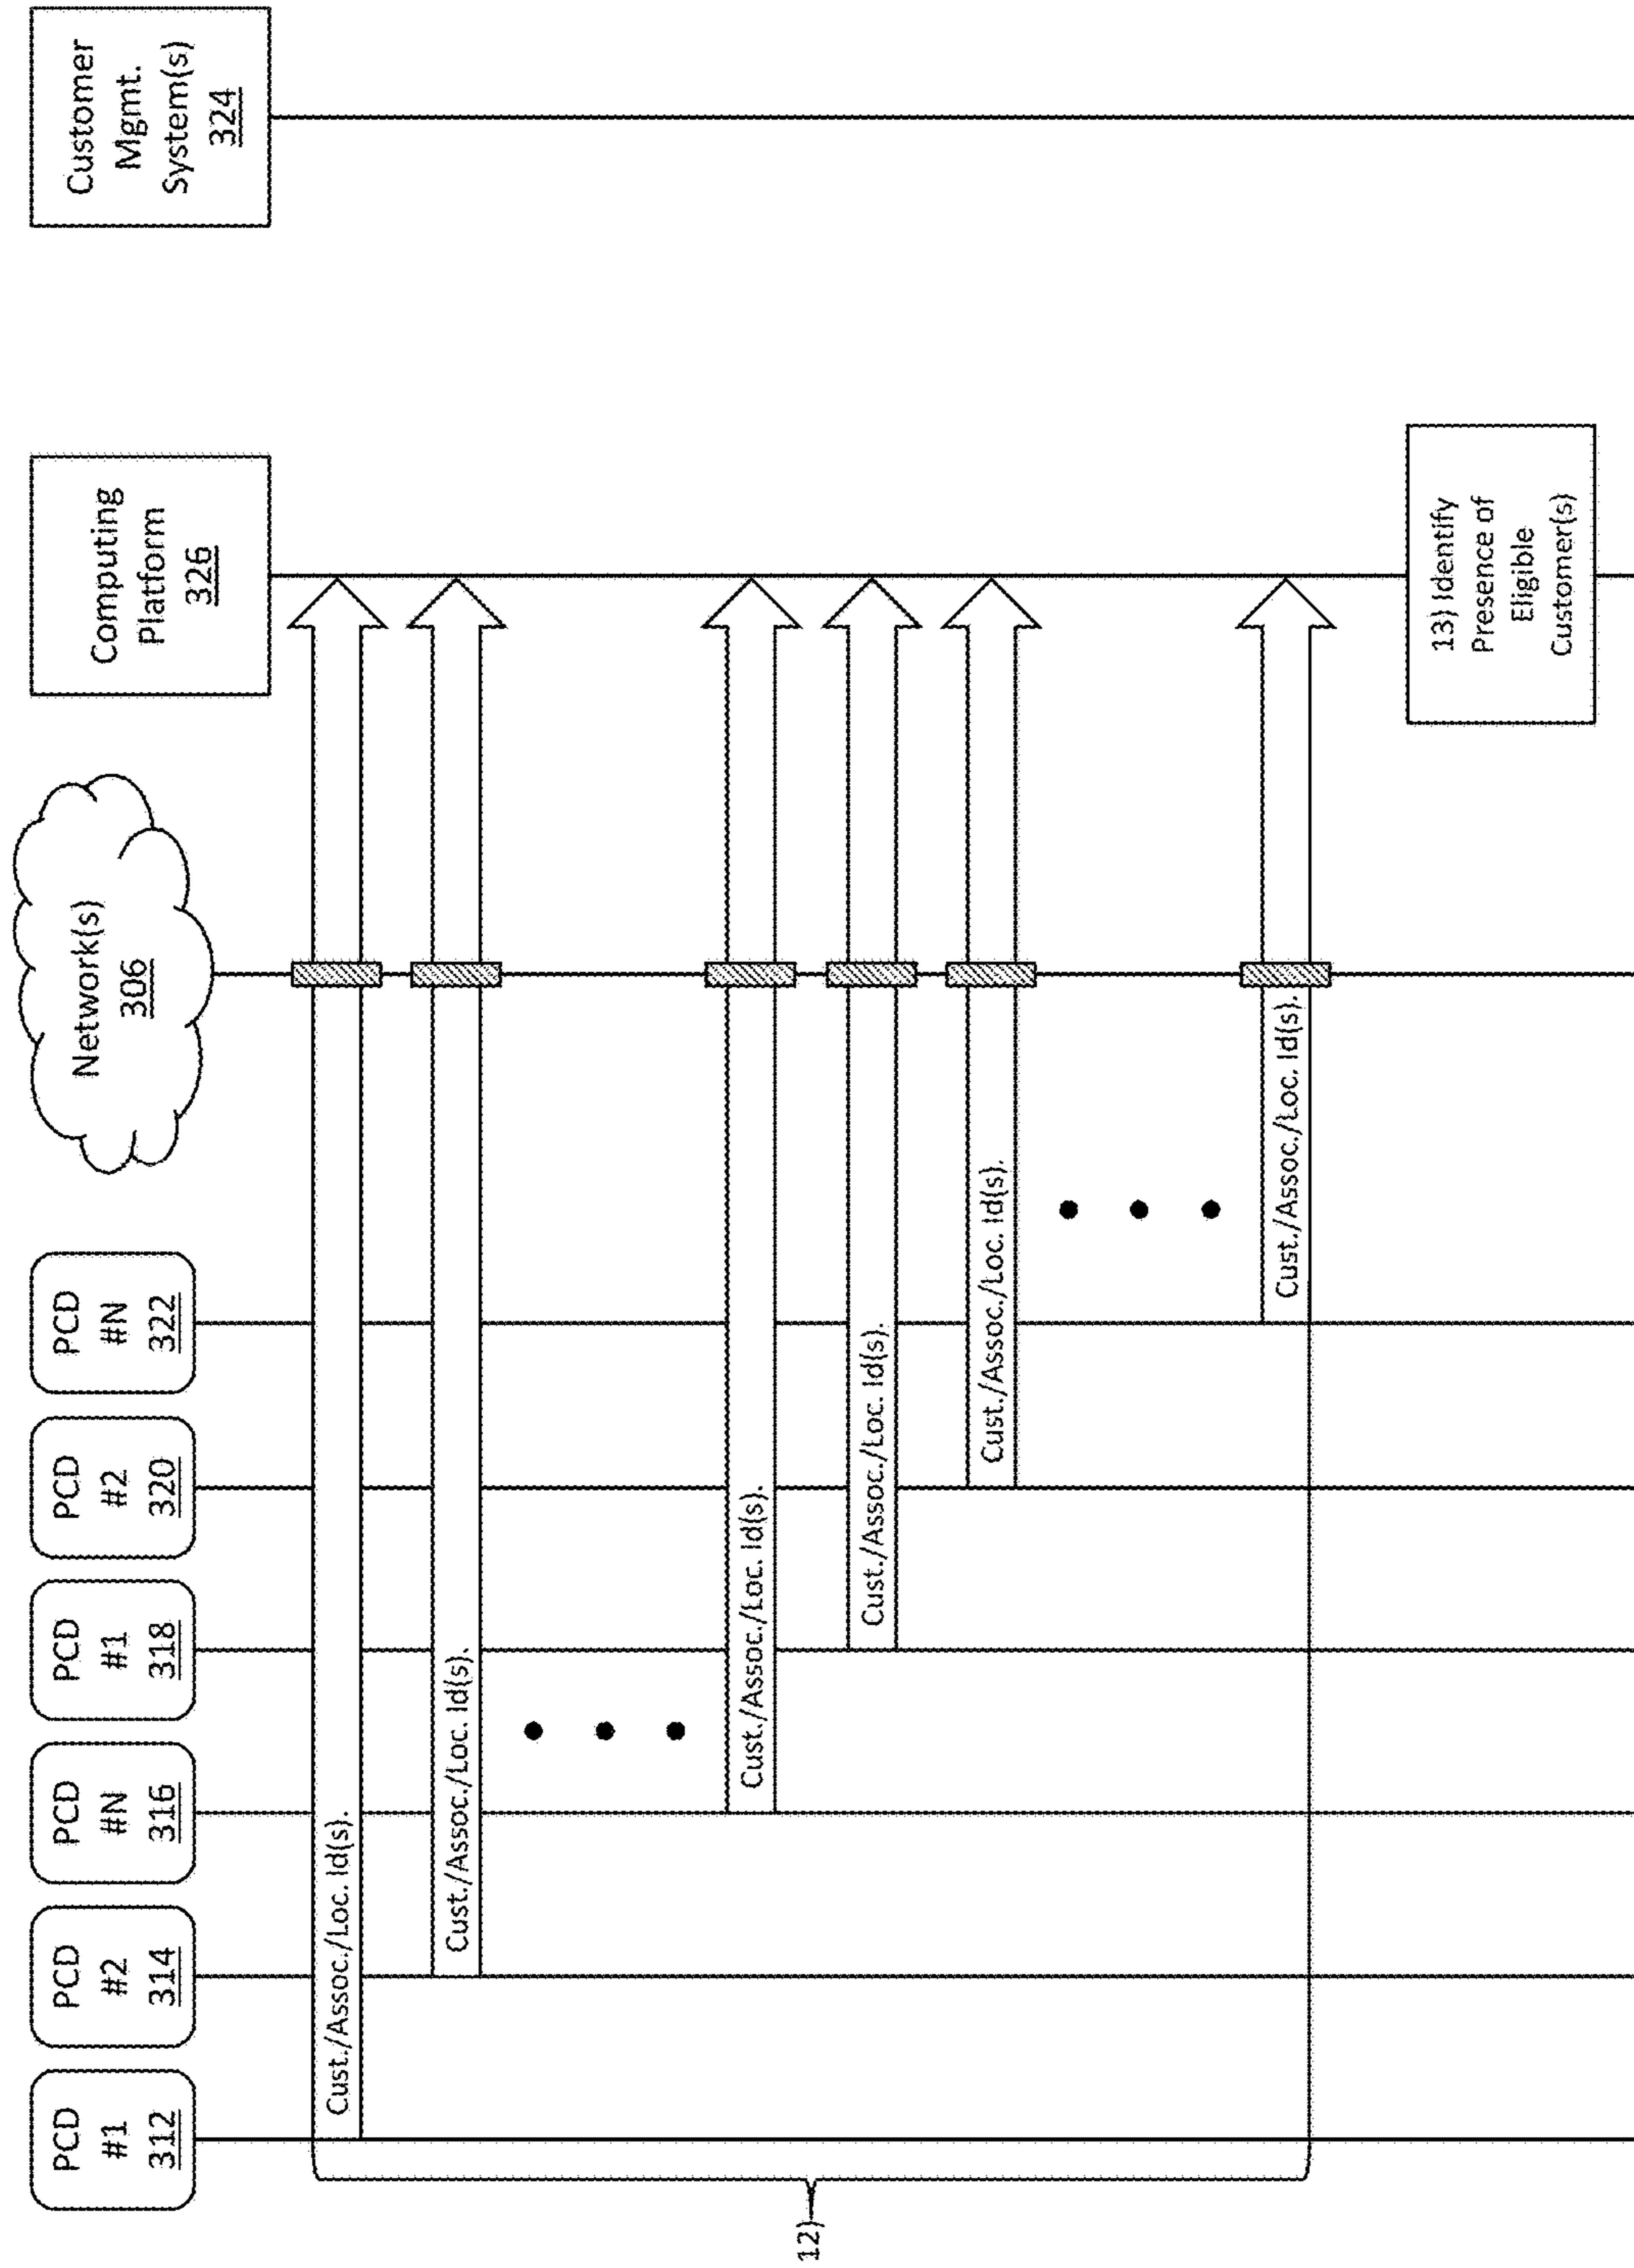 PCD
#1
312
PCD
#2
314
PCD
#N
316
PCD
#1
318
PCD
#2
320
PCD
#N
322
Network(s)
306
Computing
Platform
326
Customer
Mgmt.
System(s)
324
12)
Cust./Assoc./Loc. Id(s).
Cust./Assoc./Loc. Id(s).
Cust./Assoc./Loc. Id(s).
Cust./Assoc./Loc. Id(s).
Cust./Assoc./Loc. Id(s).
Cust./Assoc./Loc. Id(s).
13) Identify
Presence of
Eligible
Customer(s)